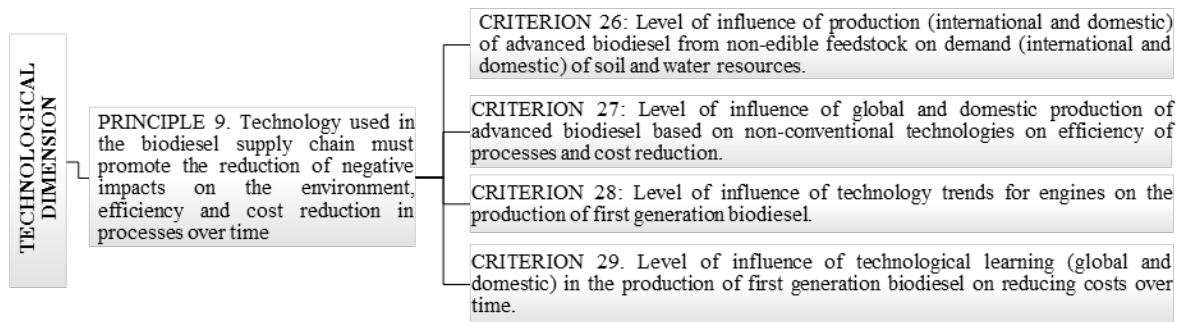 TECHNOLOGICAL
DIMENSION
PRINCIPLE 9. Technology used in
the biodiesel supply chain must
promote the reduction of negative
impacts on the environment,
efficiency and cost reduction in
processes over time
CRITERION 26: Level of influence of production (international and domestic)
of advanced biodiesel from non-edible feedstock on demand (international and
domestic) of soil and water resources.
CRITERION 27: Level of influence of global and domestic production of
advanced biodiesel based on non-conventional technologies on efficiency of
processes and cost reduction.
CRITERION 28: Level of influence of technology trends for engines on the
production of first generation biodiesel.
CRITERION 29. Level of influence of technological learning (global and
domestic) in the production of first generation biodiesel on reducing costs over
time.